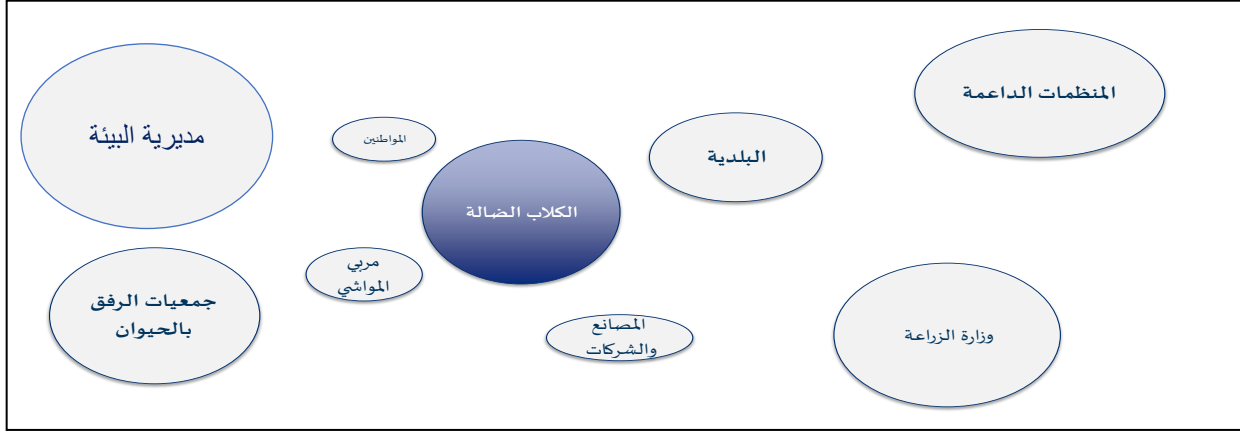 المنظمات الداعمة
مديرية البيئة
المواطنين
البلدية
الكلاب الضالة
مربي
المواشي
جمعيات الرفق
بالحيوان
المصانع
والشركات
وزارة الزراعة